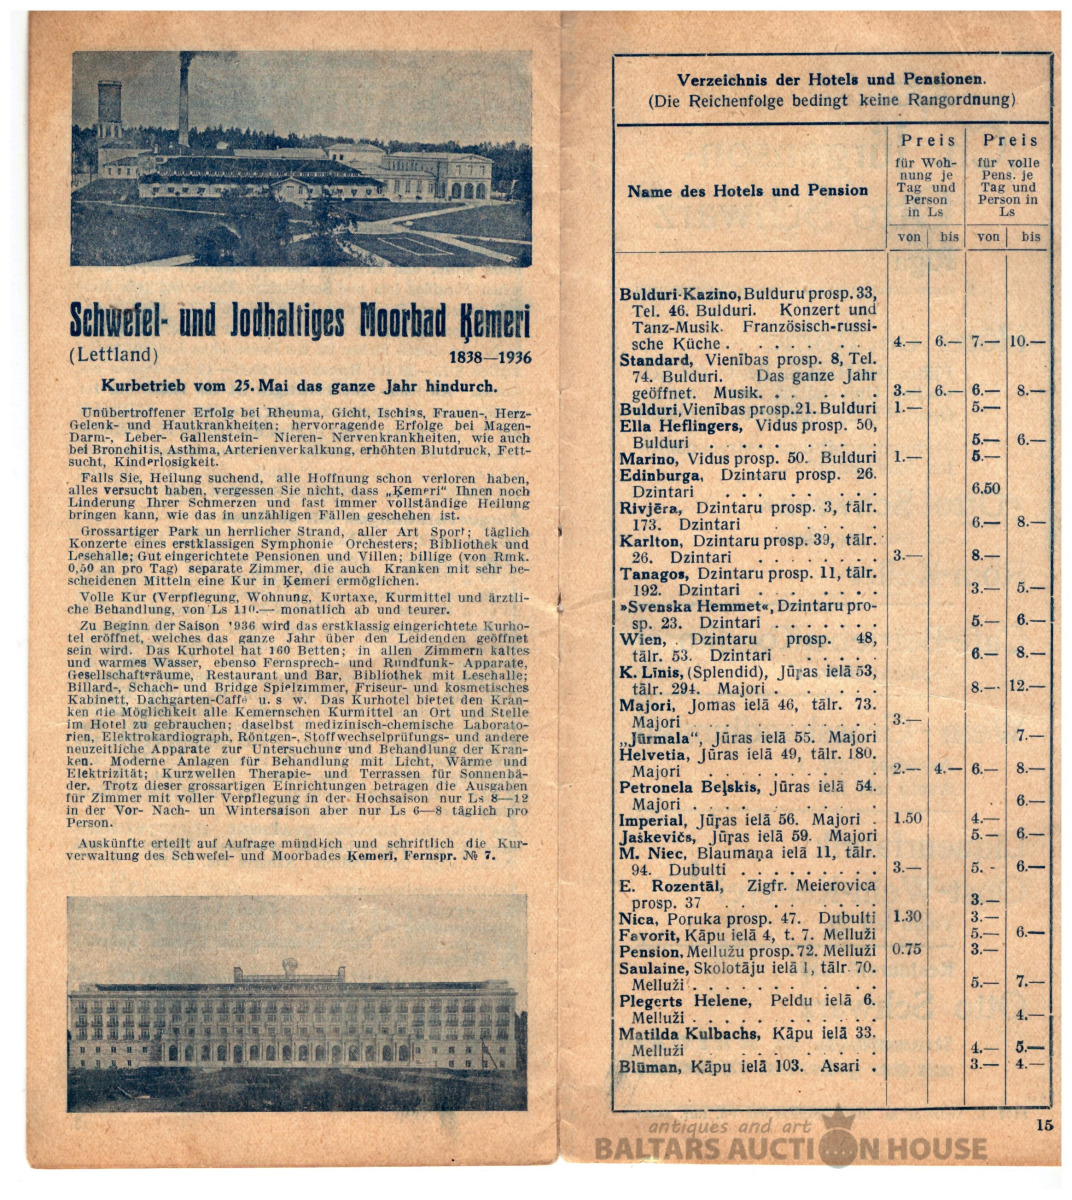 Schwefel- und Jodhaltiges Moorbad Ķemeri
(Lettland) 1838—1936
Kurbetrieb vom 25. Mai das ganze Jahr hindurch.
Unübertroffener Erfolg bei Rheuma, Gicht, Ischias, Frauen-, Herz-
Gelenk- und Hautkrankheiten; hervorragende Erfolge bei Magen-
Darm-, Leber- Gallenstein- Nieren- Nervenkrankheiten, wie auch
bei Bronchitis, Asthma, Arterienverkalkung, erhöhten Blutdruck, Fett-
sucht, Kinderlosigkeit.
Falls Sie, Heilung suchend, alle Hoffnung schon verloren haben,
alles versucht haben, vergessen Sie nicht, dass „Ķemeri" Ihnen noch
Linderung Ihrer Schmerzen und fast immer vollständige Heilung
bringen kann, wie das in unzähligen Fällen geschehen ist.
Grossartiger Park un herrlicher Strand, aller Art Sport; täglich
Konzerte eines erstklassigen Symphonie Orchesters; Bibliothek und
Lesehalle; Gut eingerichtete Pensionen und Villen; billige (von Rmk.
0,50 an pro Tag) separate Zimmer, die auch Kranken mit sehr be-
scheidenen Mitteln eine Kur in Ķemeri ermöglichen.
Volle Kur (Verpflegung, Wohnung, Kurtaxe, Kurmittel und ärztli-
che Behandlung, von Ls 110.— monatlich ab und teurer.
Zu Beginn der Saison 1936 wird das erstklassig eingerichtete Kurho-
tel eröffnet, welches das ganze Jahr über den Leidenden geöffnet
sein wird. Das Kurhotel hat 160 Betten; in allen Zimmern kaltes
und warmes Wasser, ebenso Fernsprech- und Rundfunk- Apparate,
Gesellschaftsräume, Restaurant und Bar, Bibliothek mit Lesehalle;
Billard-, Schach- und Bridge Spielzimmer, Friseur- und kosmetisches
Kabinett, Dachgarten-Caffé u. s w. Das Kurhotel bietet den Kran-
ken die Möglichkeit alle Kemernschen Kurmittel an Ort und Stelle
im Hotel zu gebrauchen; daselbst medizinisch-chemische Laborato-
rien, Elektrokardiograph, Röntgen-, Stoffwechselprüfungs- und andere
neuzeitliche Apparate zur Untersuchung und Behandlung der Kran-
ken. Moderne Anlagen für Behandlung mit Licht, Wärme und
Elektrizität; Kurzwellen Therapie- und Terrassen für Sonnenbä-
der. Trotz dieser grossartigen Einrichtungen betragen die Ausgaben
für Zimmer mit voller Verpflegung in der Hochsaison nur Ls 8—12
in der Vor- Nach- un Wintersaison aber nur Ls 6—8 täglich pro
Person.
Auskünfte erteilt auf Aufrage mündlich und schriftlich die Kur-
verwaltung des Schwefel- und Moorbades Ķemeri, Fernspr. № 7.
Verzeichnis der Hotels und Pensionen.
(Die Reichenfolge bedingt keine Rangordnung)
Name des Hotels und Pension
Preis
für Woh-
nung je
Tag und
Person
in Ls
Preis
für volle
Pens. je
Tag und
Person in
Ls
von bis von bis
Bulduri-Kazino, Bulduru prosp. 33,
Tel. 46. Bulduri. Konzert und
Tanz-Musik. Französisch-russi-
sche Küche . . . . . . 4.— 6.— 7.— 10.—
Standard, Vienības prosp. 8, Tel.
74. Bulduri. Das ganze Jahr
geöffnet. Musik. . . . . . 3.— 6.— 6.— 8.—
Bulduri, Vienības prosp. 21. Bulduri 1.— 5.—
Ella Heflingers, Vidus prosp. 50,
Bulduri . . . . . . . . 5.— 6.—
Marino, Vidus prosp. 50. Bulduri 1.— 5.—
Edinburga, Dzintaru prosp. 26.
Dzintari . . . . . . . . 6.50
Rivjēra, Dzintaru prosp. 3, tālr.
173. Dzintari . . . . . . 6.— 8.—
Karlton, Dzintaru prosp. 39, tālr.
26. Dzintari . . . . . . . 3.— 8.—
Tanagos, Dzintaru prosp. 11, tālr.
192. Dzintari . . . . . . . 3.— 5.—
»Svenska Hemmet«, Dzintaru pro-
sp. 23. Dzintari . . . . . . . 5.— 6.—
Wien, . Dzintaru prosp. 48,
tālr. 53. Dzintari . . . . . 6.— 8.—
K. Līnis, (Splendid), Jūŗas ielā 53,
tālr. 294. Majori . . . . . . 8.— 12.—
Majori, Jomas ielā 46, tālr. 73.
Majori . . . . . . . . 3.—
„Jūrmala", Jūras ielā 55. Majori 7.—
Helvetia, Jūras ielā 49, tālr. 180.
Majori . . . . . . . . 2.— 4.— 6.— 8.—
Petronela Beļskis, Jūras ielā 54.
Majori . . . . . . . . . 6.—
Imperial, Jūŗas ielā 56. Majori . 1.50 4.—
Jaškevičs, Jūŗas ielā 59. Majori 5.— 6.—
M. Niec, Blaumaņa ielā 11, tālr.
94. Dubulti . . . . . . . . . 3.— 5.- 6.—
E. Rozentāl, Zigfr. Meierovica
prosp. 37 . . . . . . . 3.—
Nica, Poruka prosp. 47. Dubulti 1.30 3.—
Favorit, Kāpu ielā 4, t. 7. Melluži 5.— 6.—
Pension, Mellužu prosp. 72. Melluži 0.75 3.—
Saulaine, Skolotāju ielā 1, tālr. 70.
Melluži . . . . . . . . . 5.— 7.—
Plegerts Helene, Peldu ielā 6.
Melluži . . . . . . . . . 4.—
Matilda Kulbachs, Kāpu ielā 33.
Melluži . . . . . . . . 4.— 5.—
Blūman, Kāpu ielā 103. Asari . 3.— 4.—
15
antiques and art
BALTARS AUCTION HOUSE